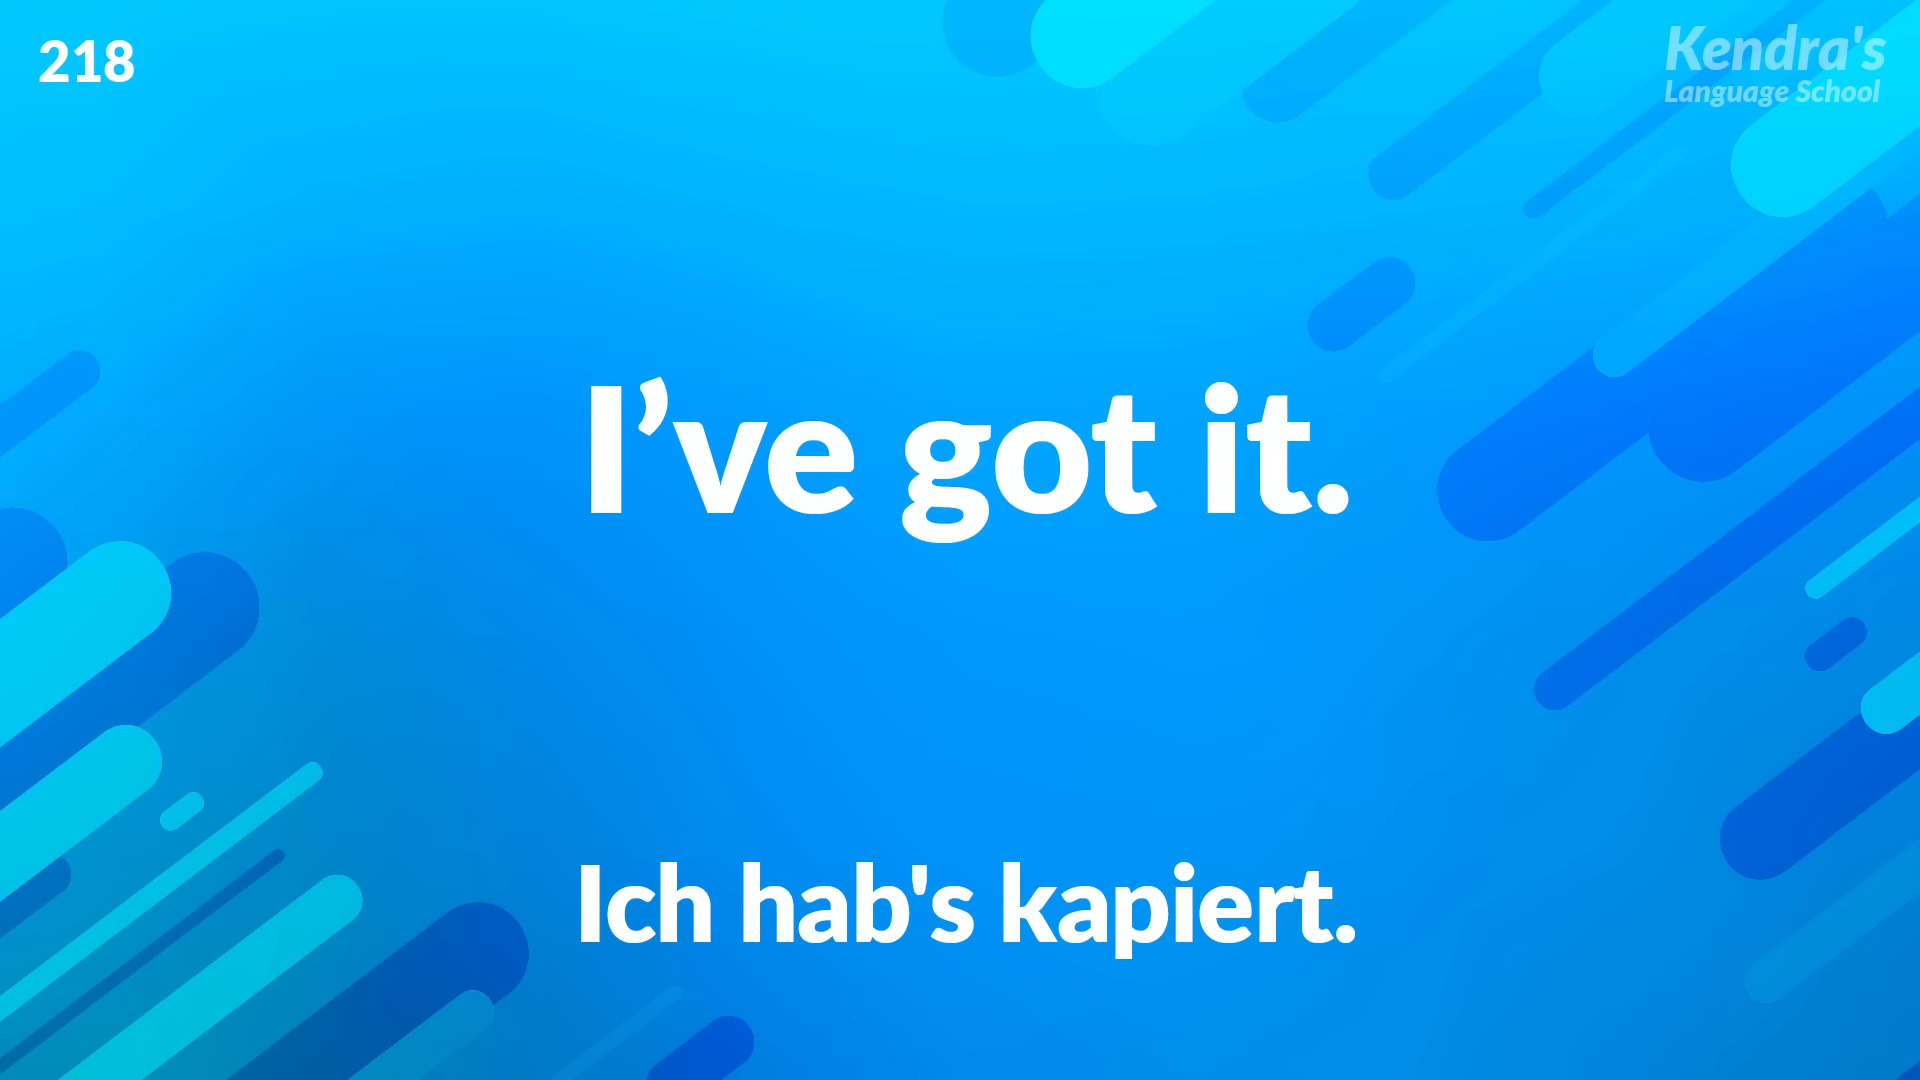 218
Kendra's
Language School
I’ve got it.
Ich hab's kapiert.